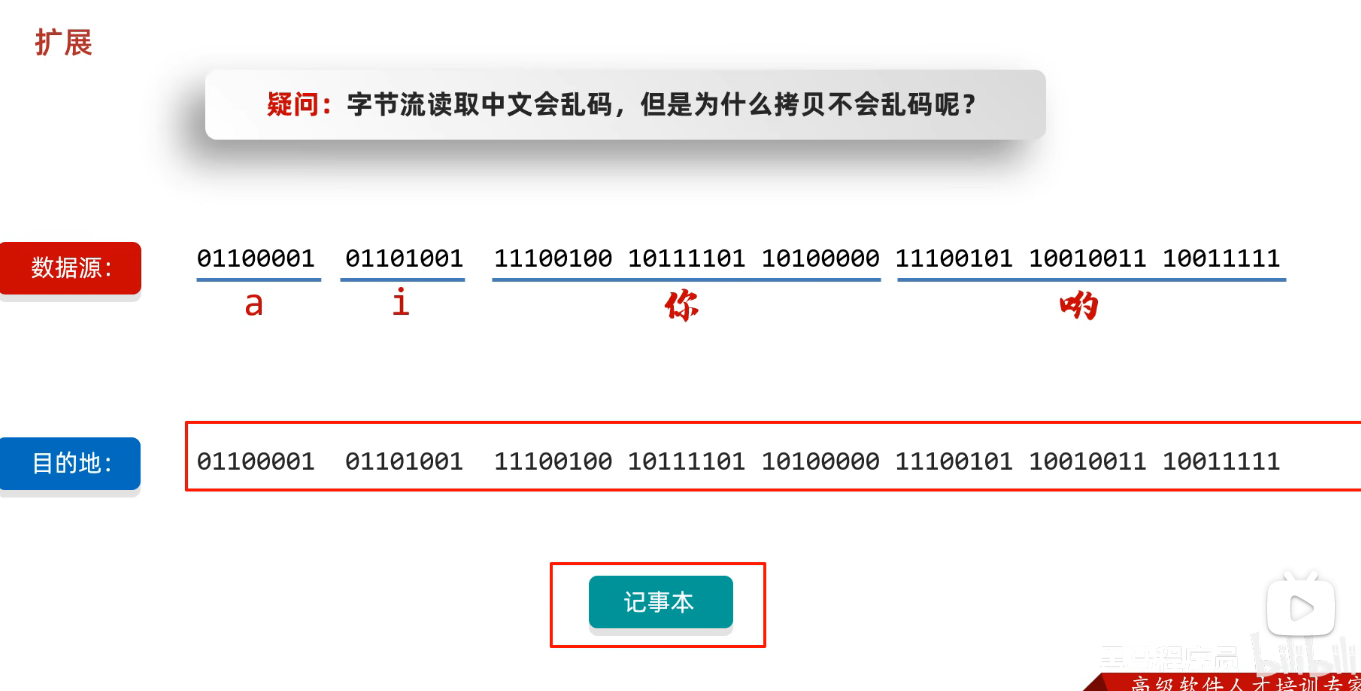 扩展
疑问：字节流读取中文会乱码，但是为什么拷贝不会乱码呢？
数据源： 01100001 01101001 11100100 10111101 10100000 11100101 10010011 10011111
a i 你 哟
目的地： 01100001 01101001 11100100 10111101 10100000 11100101 10010011 10011111
记事本
bilibili
高级软件人才培训专家